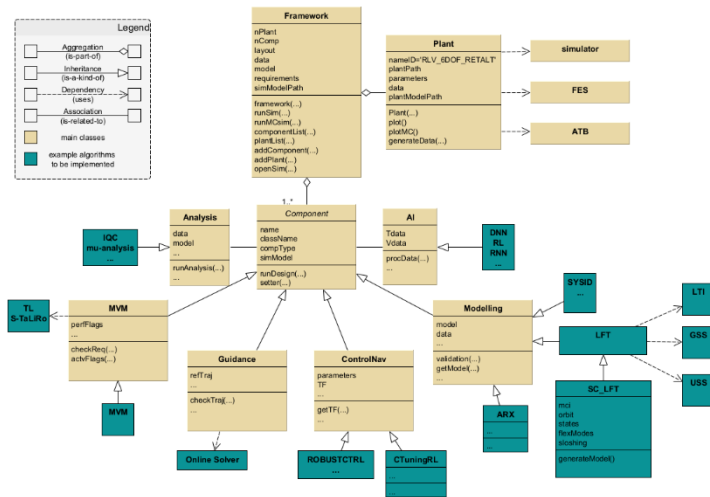 Legend
Aggregation
(is-part-of)
Inheritance
(is-a-kind-of)
Dependency
(uses)
Association
(is-related-to)
main classes
example algorithms
to be implemented
Framework
nPlant
nComp
layout
data
model
requirements
simModelPath
framework(...)
runSim(...)
runMCsim(...)
componentList(...)
plantList(...)
addComponent(...)
addPlant(...)
openSim(...)
Plant
nameID='RLV_6DOF_RETALT'
plantPath
parameters
data
plantModelPath
Plant(...)
plot()
plotMC()
generateData(...)
simulator
FES
ATB
1..*
Analysis
data
model
...
runAnalysis(...)
...
IQC
mu-analysis
...
Component
name
className
compType
simModel
runDesign(...)
setter(...)
AI
Tdata
Vdata
procData(...)
...
DNN
RL
RNN
...
TL
S-TaLiRo
MVM
perfFlags
...
checkReq(...)
actvFlags(...)
MVM
Guidance
refTraj
...
checkTraj(...)
...
Online Solver
ControlNav
parameters
TF
...
getTF(...)
...
ROBUSTCTRL
...
CTuningRL
...
...
Modelling
model
data
...
validation(...)
getModel(...)
...
SYSID
...
ARX
...
...
LFT
LTI
GSS
USS
SC_LFT
mci
orbit
states
flexModes
sloshing
generateModel()